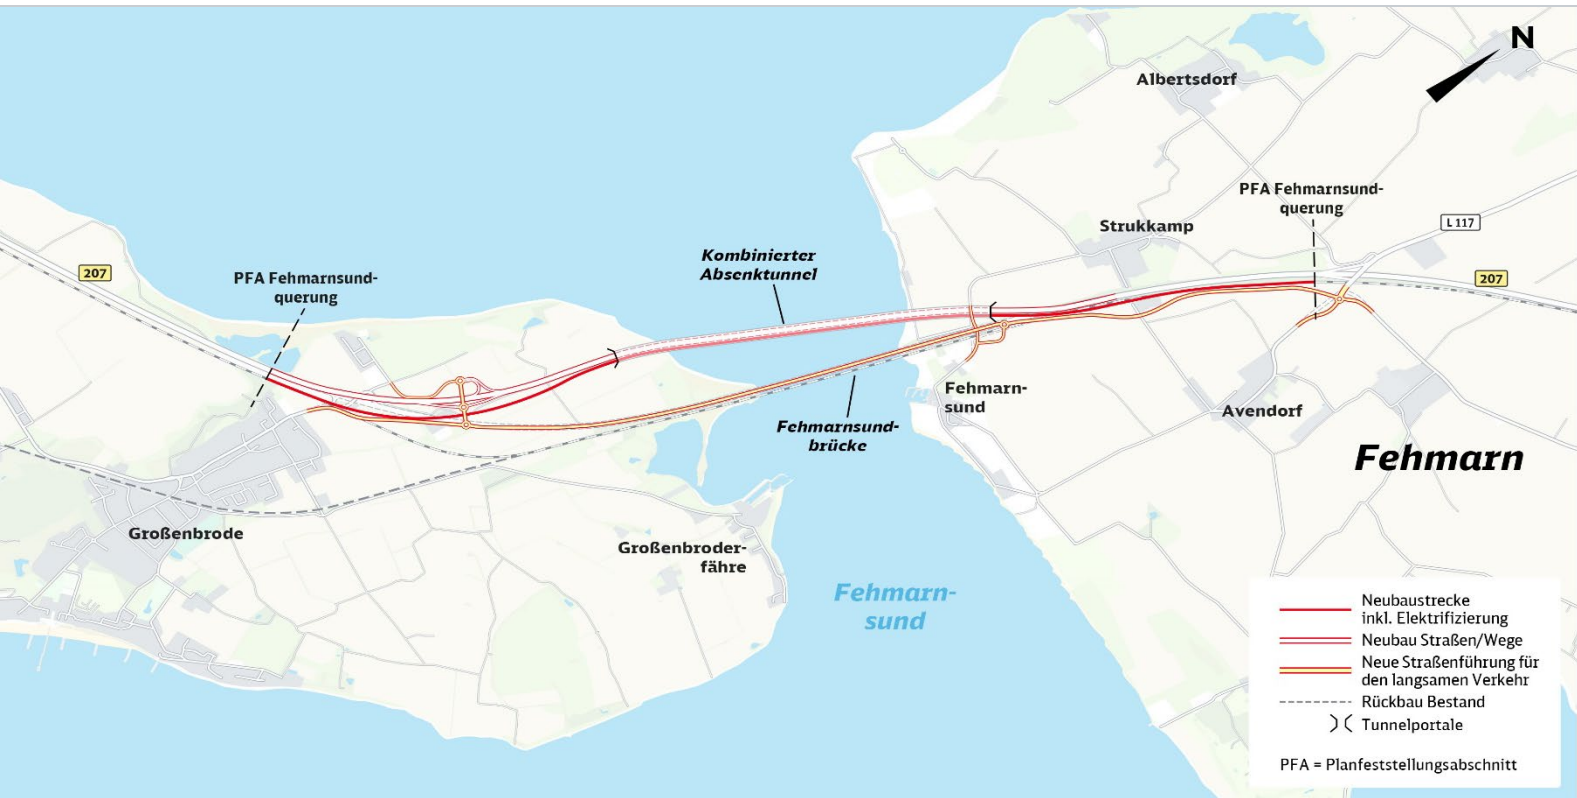 N
Albertsdorf
PFA Fehmarnsund-
querung
L 117
Strukkamp
207
Kombinierter
Absenktunnel
207
PFA Fehmarnsund-
querung
Fehmarn-
sund
Fehmarnsund-
brücke
Avendorf
Fehmarn
Großenbrode
Großenbroder-
fähre
Fehmarn-
sund
Neubaustrecke
inkl. Elektrifizierung
Neubau Straßen/Wege
Neue Straßenführung für
den langsamen Verkehr
Rückbau Bestand
Tunnelportale
PFA = Planfeststellungsabschnitt